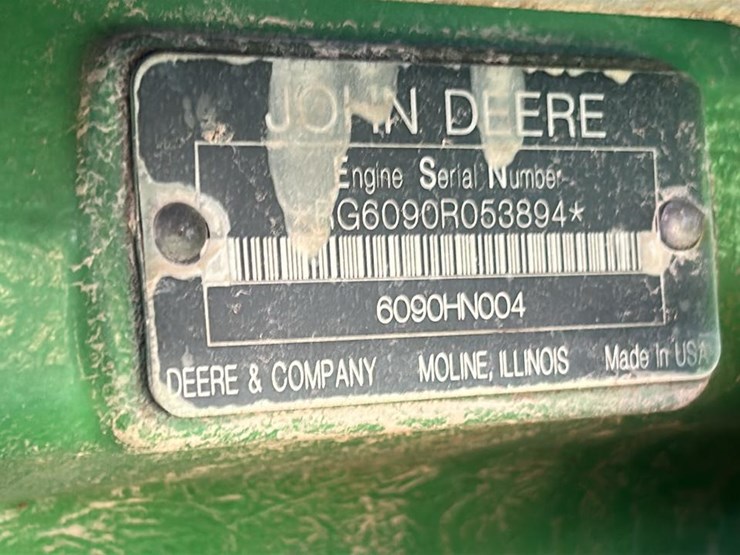 JOHN DEERE
Engine Serial Number
*RG6090R053894*
6090HN004
DEERE & COMPANY MOLINE, ILLINOIS Made In USA